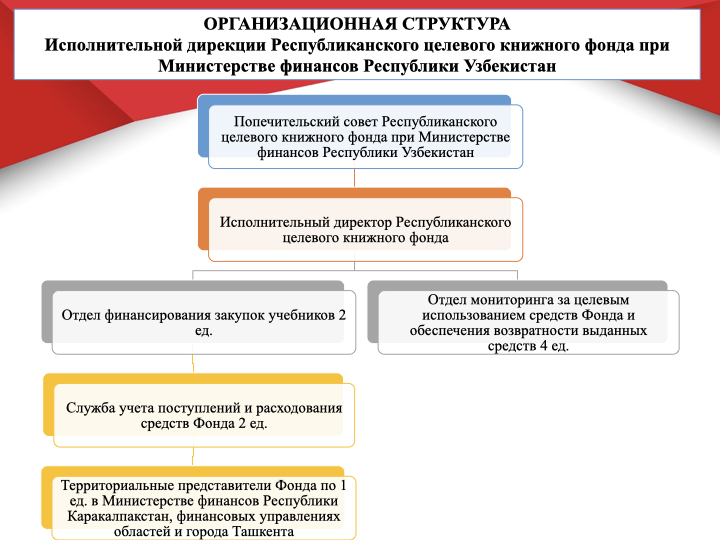 ОРГАНИЗАЦИОННАЯ СТРУКТУРА
Исполнительной дирекции Республиканского целевого книжного фонда при
Министерстве финансов Республики Узбекистан
Попечительский совет Республиканского
целевого книжного фонда при Министерстве
финансов Республики Узбекистан
Исполнительный директор Республиканского
целевого книжного фонда
Отдел финансирования закупок учебников 2
ед.
Отдел мониторинга за целевым
использованием средств Фонда и
обеспечения возвратности выданных
средств 4 ед.
Служба учета поступлений и расходования
средств Фонда 2 ед.
Территориальные представители Фонда по 1
ед. в Министерстве финансов Республики
Каракалпакстан, финансовых управлениях
областей и города Ташкента